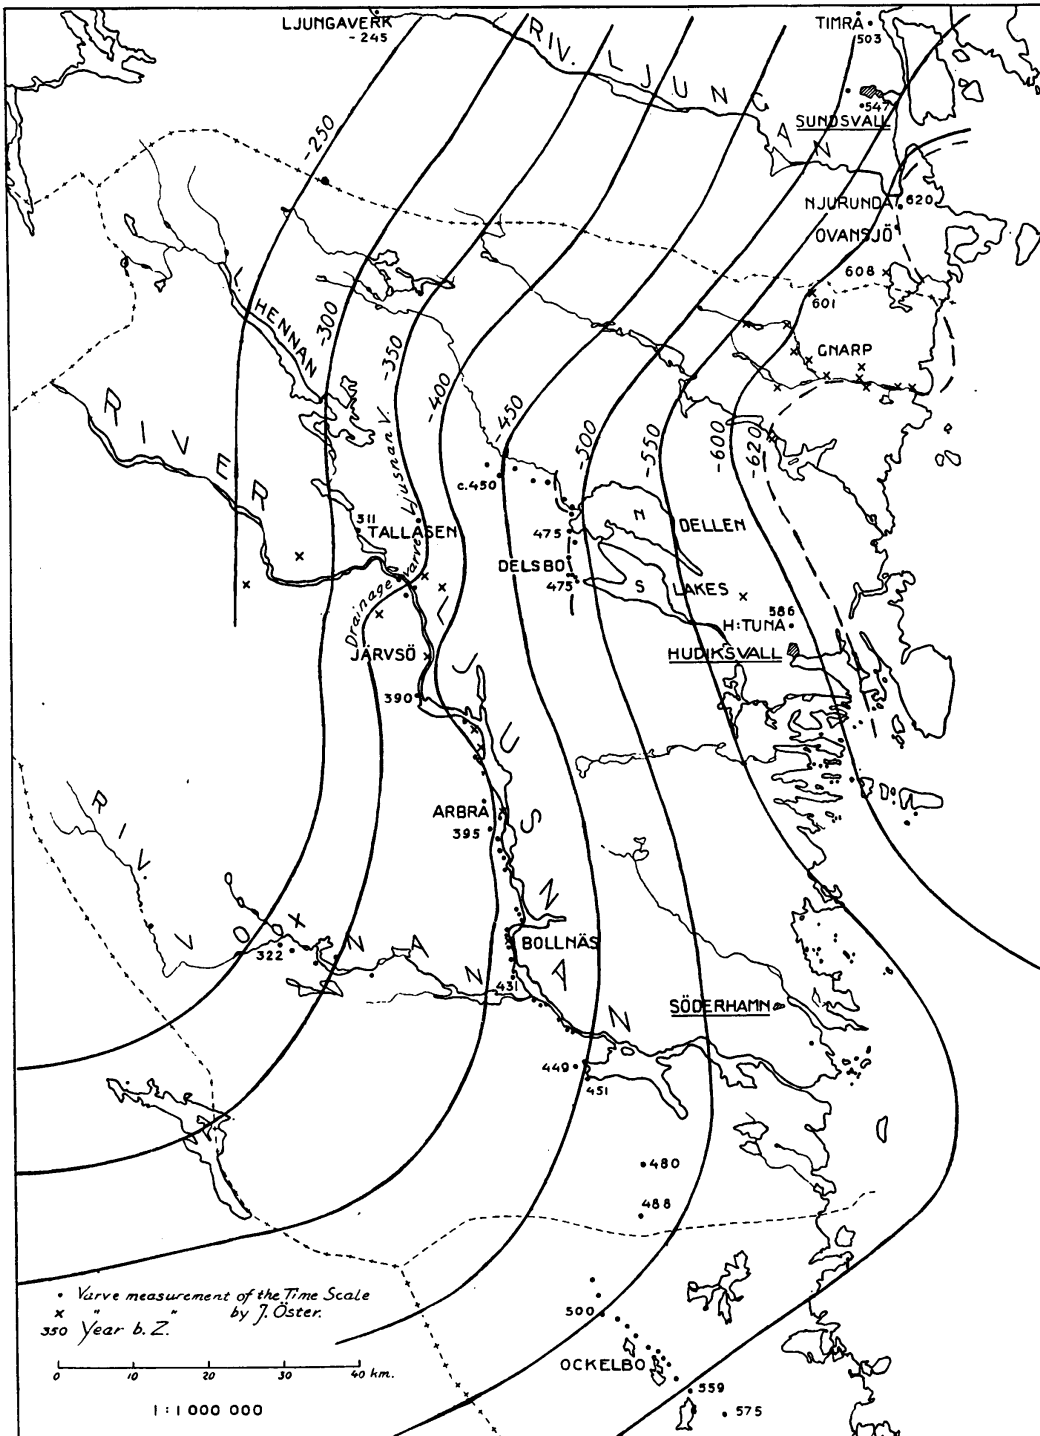 LJUNGAVERK
-245
RIV. LJUNGAN
TIMRÅ
503
547
SUNDSVALL
-250
NJURUNDA 620
OVANSJÖ
608
601
HENNAN
-300
-350
-400
GNARP
-450
-500
-550
-600
-620
RIVER LJUSNAN
Drainage varve Ljusnan V.
c.450
311
TALLÅSEN
475
N
DELLEN
DELSBO
475
S
LAKES
586
H:TUNA
HUDIKSVALL
JÄRVSÖ
390
ARBRÅ
395
RIV. VOXNAN
322
BOLLNÄS
431
SÖDERHAMN
449
451
480
488
• Varve measurement of the Time Scale
x " " by J. Öster.
350 Year b. Z.
500
OCKELBO
559
575
0 10 20 30 40 km.
1:1 000 000